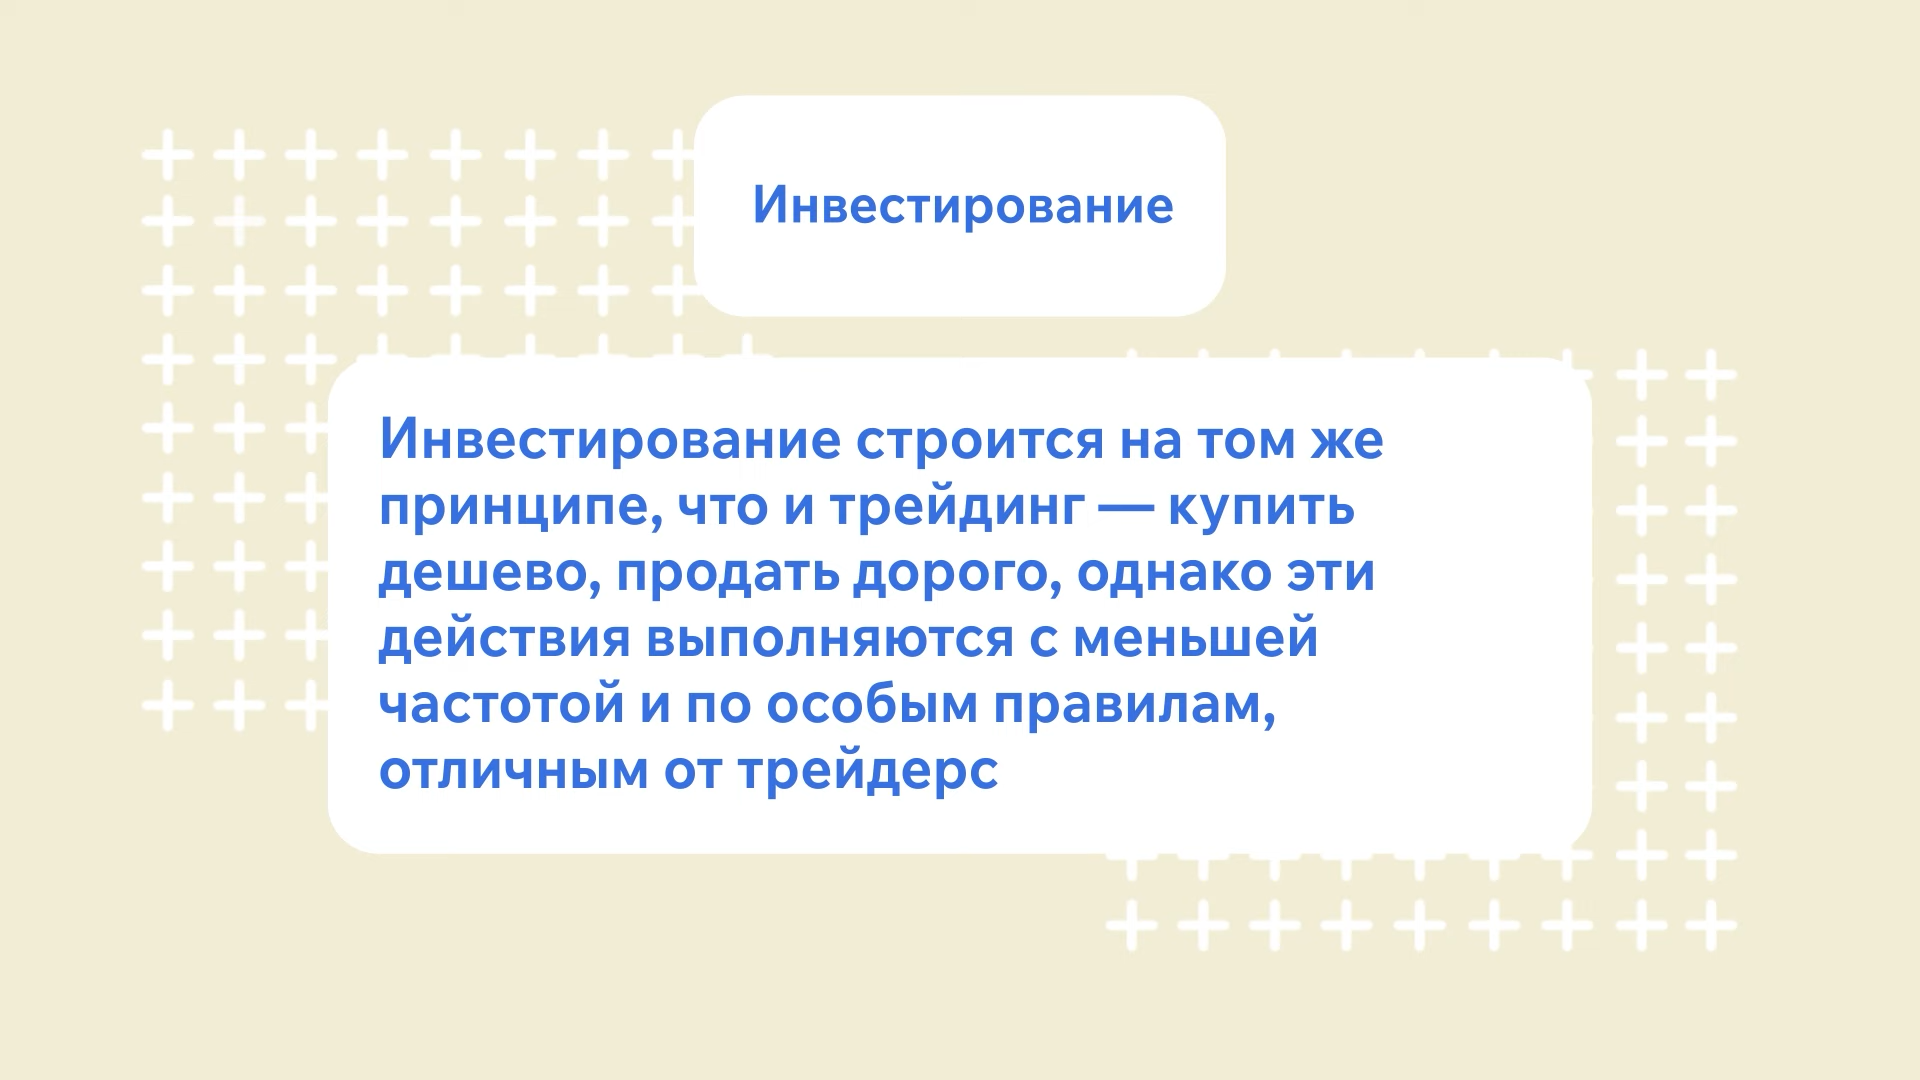 Инвестирование
Инвестирование строится на том же
принципе, что и трейдинг — купить
дешево, продать дорого, однако эти
действия выполняются с меньшей
частотой и по особым правилам,
отличным от трейдерс